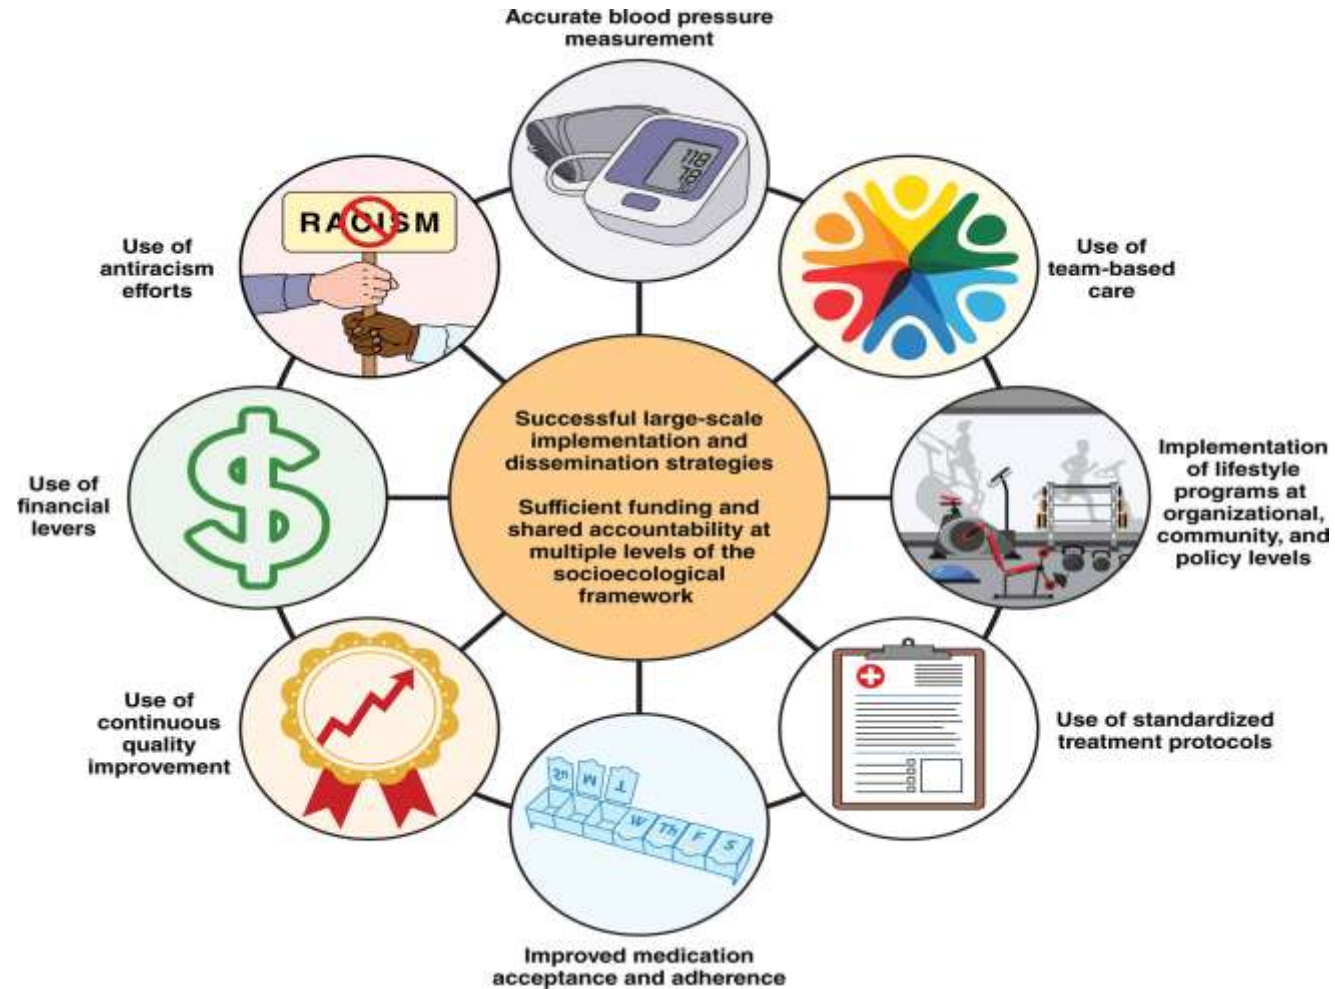 Accurate blood pressure
measurement
118
78
RACISM
Use of
antiracism
efforts
Use of
team-based
care
Successful large-scale
implementation and
dissemination strategies
Sufficient funding and
shared accountability at
multiple levels of the
socioecological
framework
Use of
financial
levers
$
Implementation
of lifestyle
programs at
organizational,
community, and
policy levels
Use of
continuous
quality
improvement
Use of standardized
treatment protocols
Su M T
W Th F S
Improved medication
acceptance and adherence